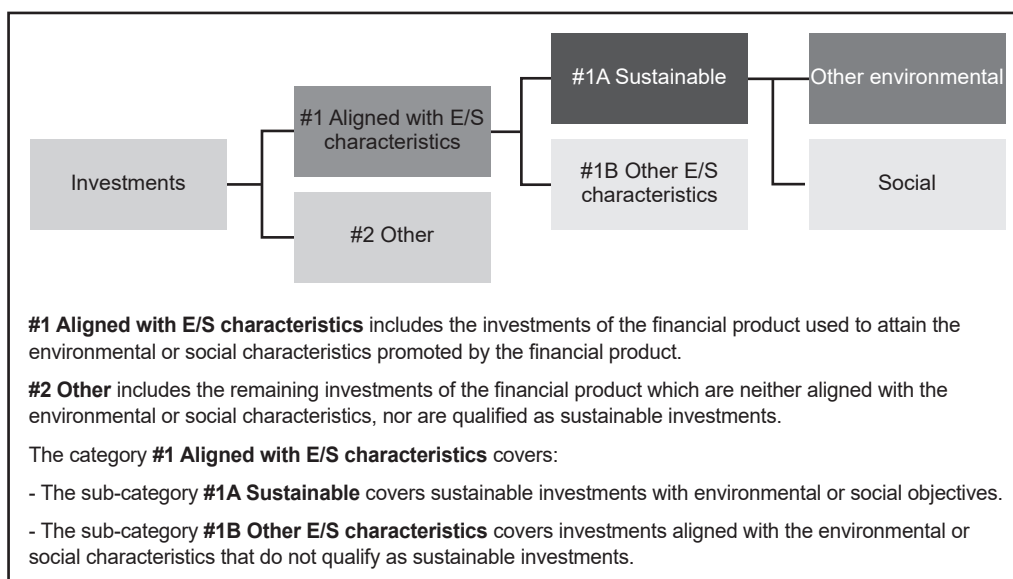 #1A Sustainable
Other environmental
#1 Aligned with E/S
characteristics
Investments
#1B Other E/S
characteristics
Social
#2 Other
#1 Aligned with E/S characteristics includes the investments of the financial product used to attain the
environmental or social characteristics promoted by the financial product.
#2 Other includes the remaining investments of the financial product which are neither aligned with the
environmental or social characteristics, nor are qualified as sustainable investments.
The category #1 Aligned with E/S characteristics covers:
- The sub-category #1A Sustainable covers sustainable investments with environmental or social objectives.
- The sub-category #1B Other E/S characteristics covers investments aligned with the environmental or
social characteristics that do not qualify as sustainable investments.